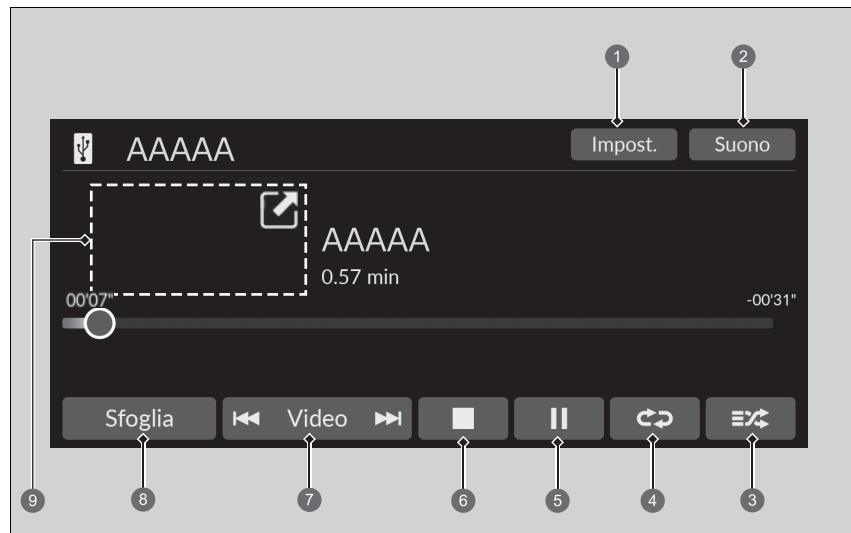 1 2
AAAAA Impost. Suono
AAAAA
0.57 min
00'07" -00'31"
Sfoglia Video
9 8 7 6 5 4 3